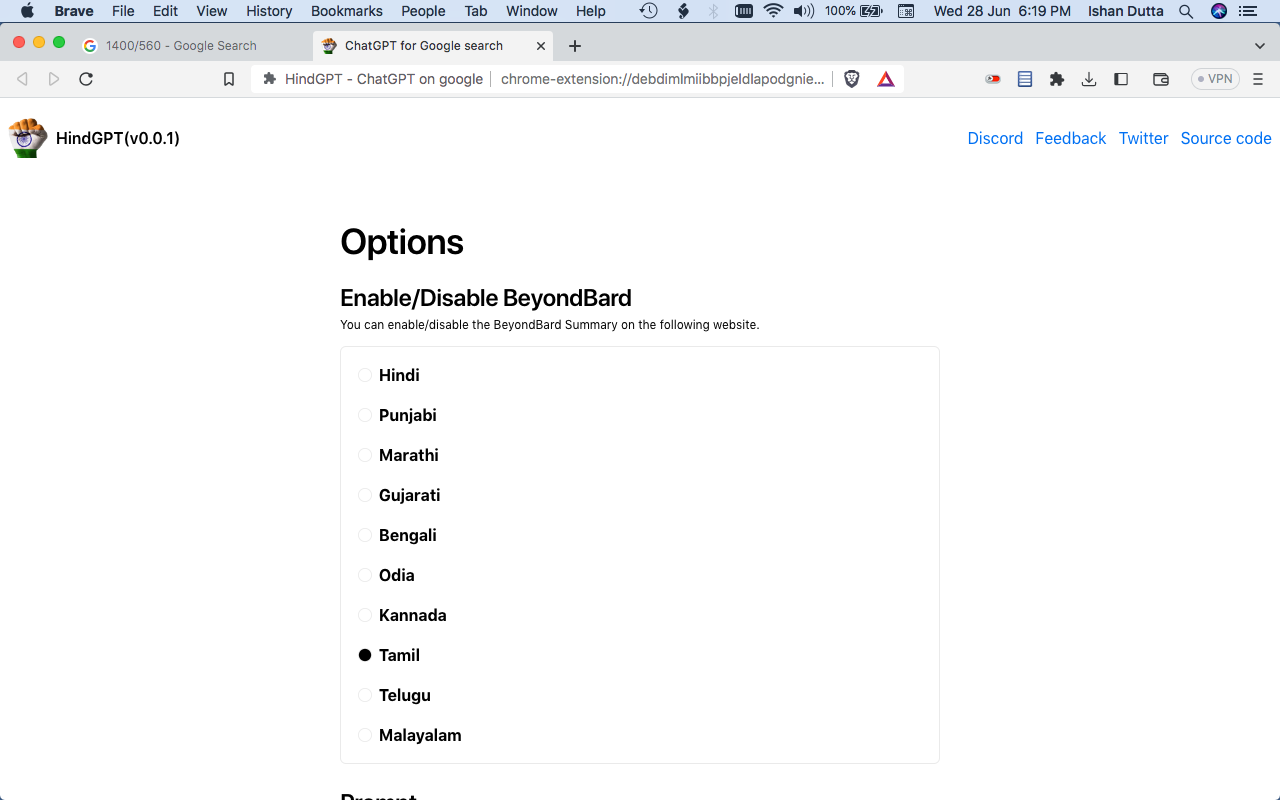 Brave File Edit View History Bookmarks People Tab Window Help 100% Wed 28 Jun 6:19 PM Ishan Dutta
1400/560 - Google Search ChatGPT for Google search
HindGPT - ChatGPT on google chrome-extension://debdimlmiibbpjeldlapodgnie... VPN
HindGPT(v0.0.1) Discord Feedback Twitter Source code
Options
Enable/Disable BeyondBard
You can enable/disable the BeyondBard Summary on the following website.
Hindi
Punjabi
Marathi
Gujarati
Bengali
Odia
Kannada
Tamil
Telugu
Malayalam
Prompt